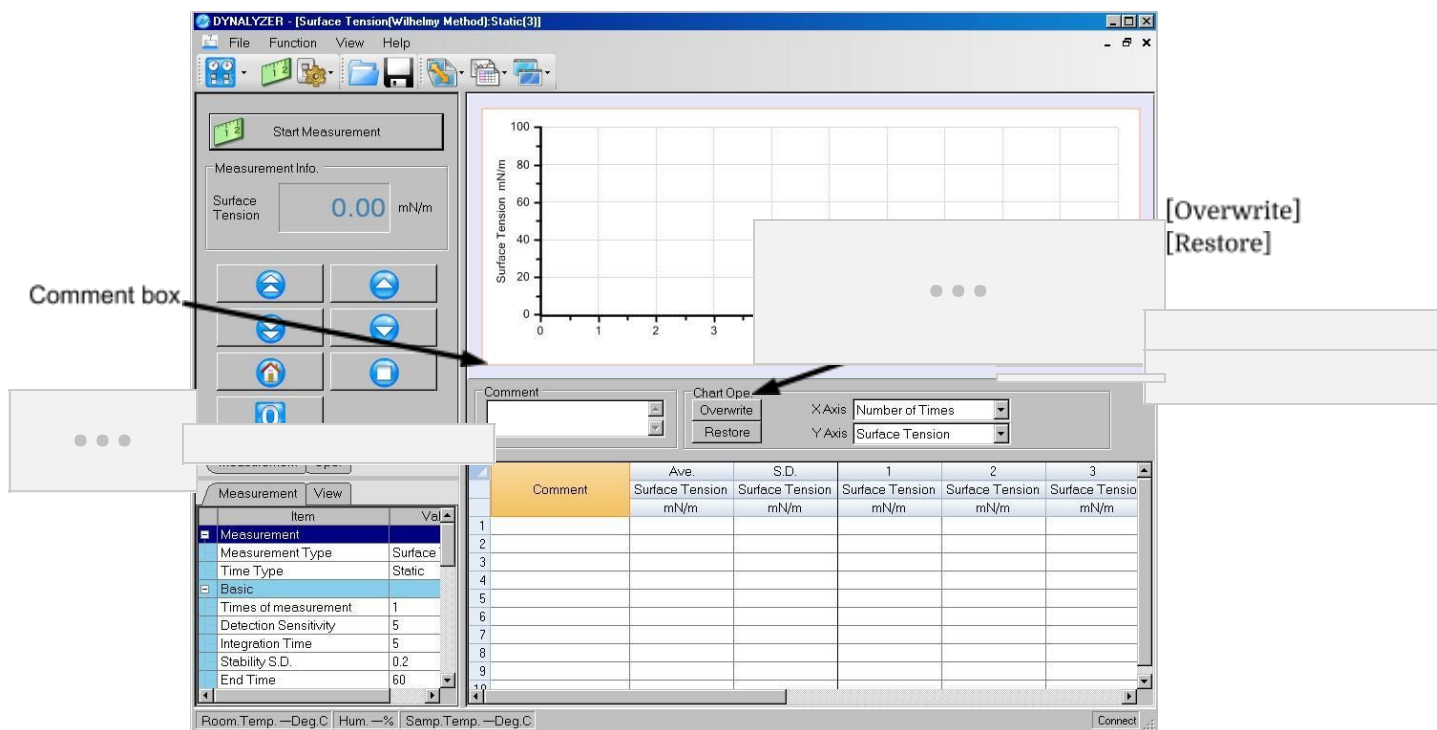 DYNALYZER - [Surface Tension(Wilhelmy Method):Static(3)]
File Function View Help
Start Measurement
Measurement Info.
Surface
Tension
0.00 mN/m
100
80
60
40
20
0
Surface Tension mN/m
0 1 2 3
[Overwrite]
[Restore]
Comment box
Comment
Chart Ope.
Overwrite
Restore
X Axis Number of Times
Y Axis Surface Tension
Measurement View
Item
Measurement
Measurement Type Surface
Time Type Static
Basic
Times of measurement 1
Detection Sensitivity 5
Integration Time 5
Stability S.D. 0.2
End Time 60
Comment
Ave. S.D. 1 2 3
Surface Tension Surface Tension Surface Tension Surface Tension Surface Tensio
mN/m mN/m mN/m mN/m mN/m
1
2
3
4
5
6
7
8
9
Room.Temp. —Deg.C Hum. —% Samp.Temp. —Deg.C
Connect